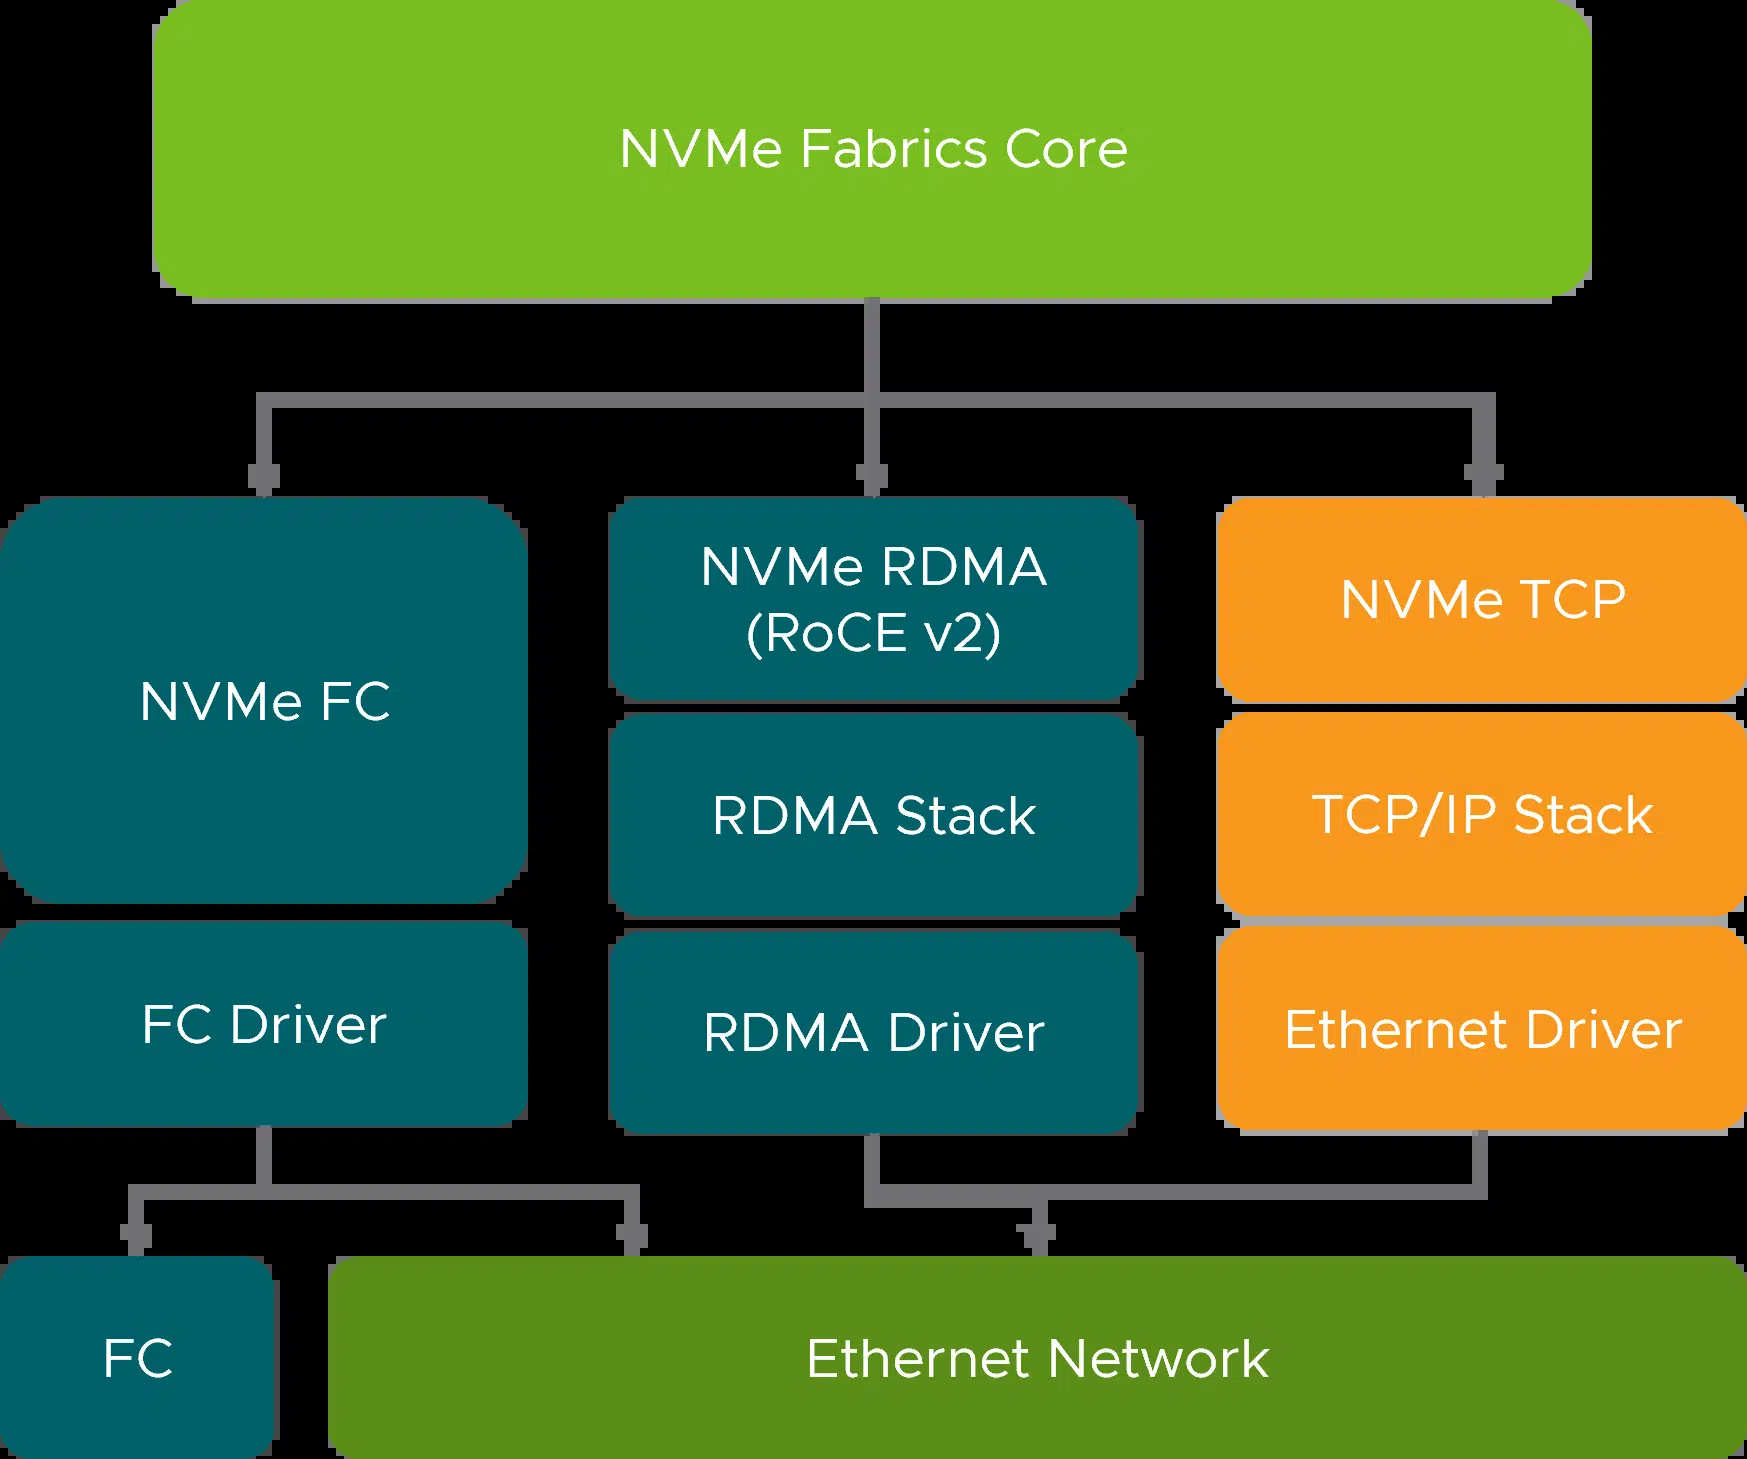 NVMe Fabrics Core
NVMe FC
FC Driver
NVMe RDMA
(RoCE v2)
RDMA Stack
RDMA Driver
NVMe TCP
TCP/IP Stack
Ethernet Driver
FC
Ethernet Network